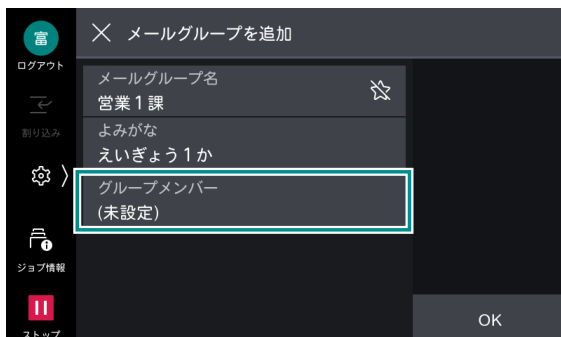 富
ログアウト
割り込み
ジョブ情報
ストップ
メールグループを追加
メールグループ名
営業1課
よみがな
えいぎょう1か
グループメンバー
(未設定)
OK